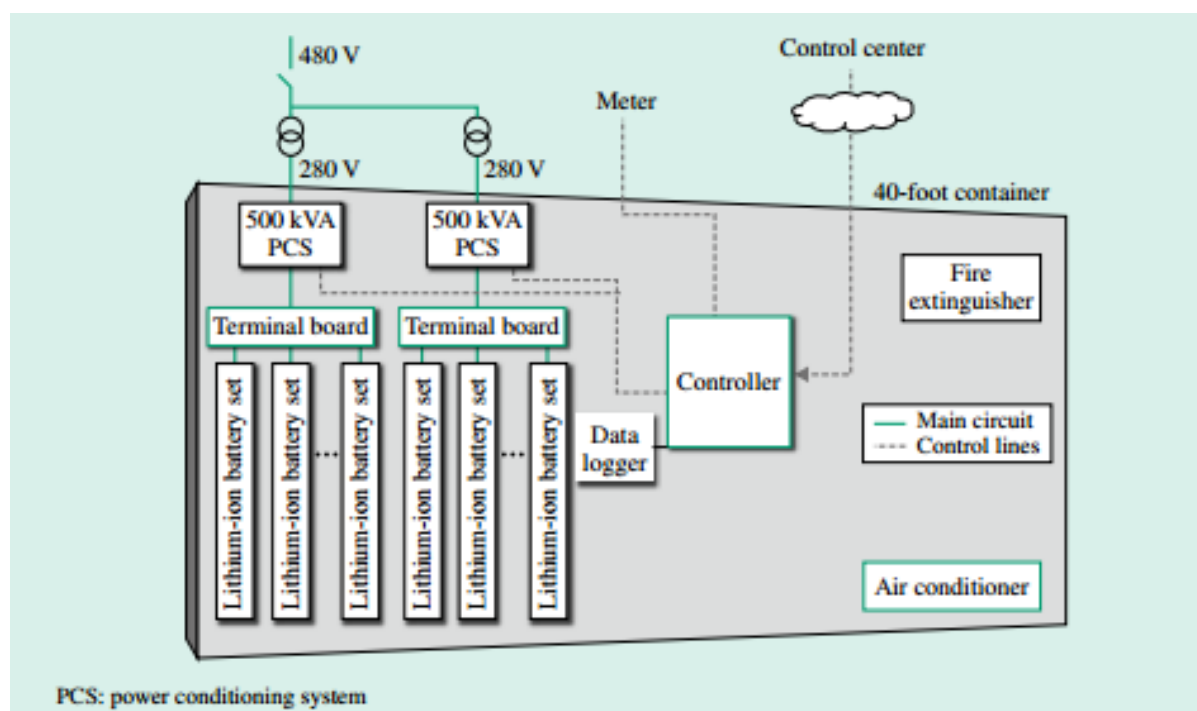 480 V
Control center
Meter
280 V
280 V
40-foot container
500 kVA
PCS
500 kVA
PCS
Fire
extinguisher
Terminal board
Terminal board
Lithium-ion battery set
Lithium-ion battery set
...
Lithium-ion battery set
Lithium-ion battery set
Lithium-ion battery set
...
Lithium-ion battery set
Controller
Data
logger
Main circuit
Control lines
Air conditioner
PCS: power conditioning system